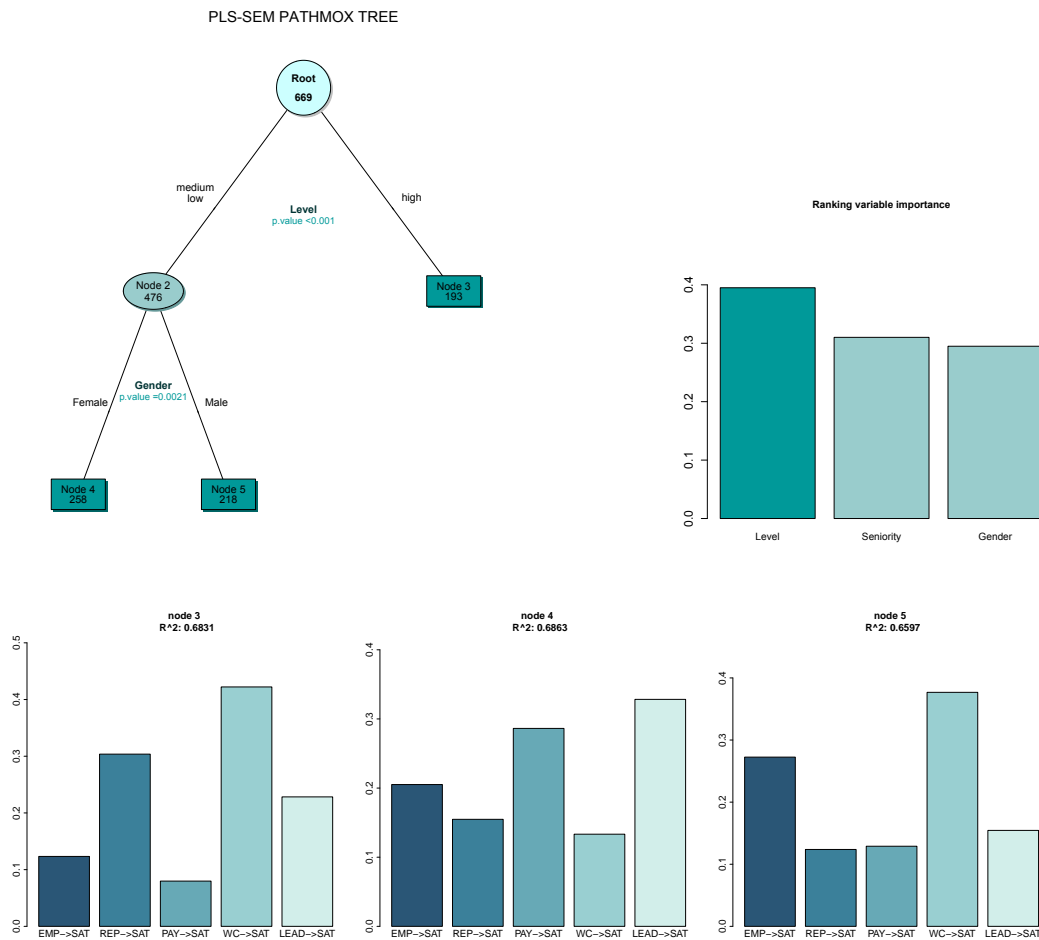 PLS-SEM PATHMOX TREE
Root
669
medium
low
high
Level
p.value <0.001
Node 2
476
Node 3
193
Gender
p.value =0.0021
Female
Male
Node 4
258
Node 5
218
Ranking variable importance
0.4
0.3
0.2
0.1
0.0
Level Seniority Gender
node 3
R^2: 0.6831
0.5
0.4
0.3
0.2
0.1
0.0
EMP->SAT REP->SAT PAY->SAT WC->SAT LEAD->SAT
node 4
R^2: 0.6863
0.4
0.3
0.2
0.1
0.0
EMP->SAT REP->SAT PAY->SAT WC->SAT LEAD->SAT
node 5
R^2: 0.6597
0.4
0.3
0.2
0.1
0.0
EMP->SAT REP->SAT PAY->SAT WC->SAT LEAD->SAT